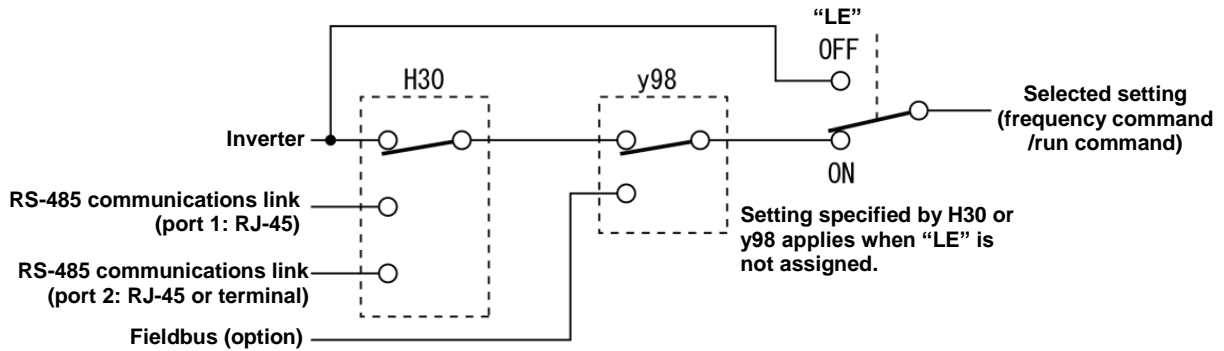 “LE”
OFF
H30
y98
Selected setting
(frequency command
/run command)
Inverter
ON
RS-485 communications link
(port 1: RJ-45)
Setting specified by H30 or
y98 applies when “LE” is
not assigned.
RS-485 communications link
(port 2: RJ-45 or terminal)
Fieldbus (option)